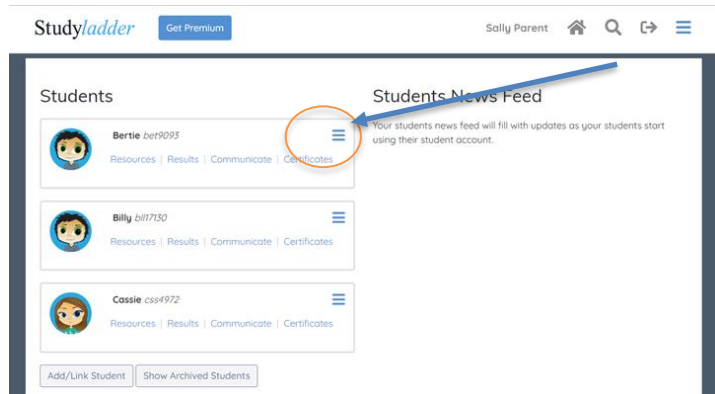 Studyladder Get Premium Sally Parent
Students
Bertie bet9093
Resources | Results | Communicate | Certificates
Billy bll17130
Resources | Results | Communicate | Certificates
Cassie css4972
Resources | Results | Communicate | Certificates
Add/Link Student Show Archived Students
Students News Feed
Your students news feed will fill with updates as your students start
using their student account.